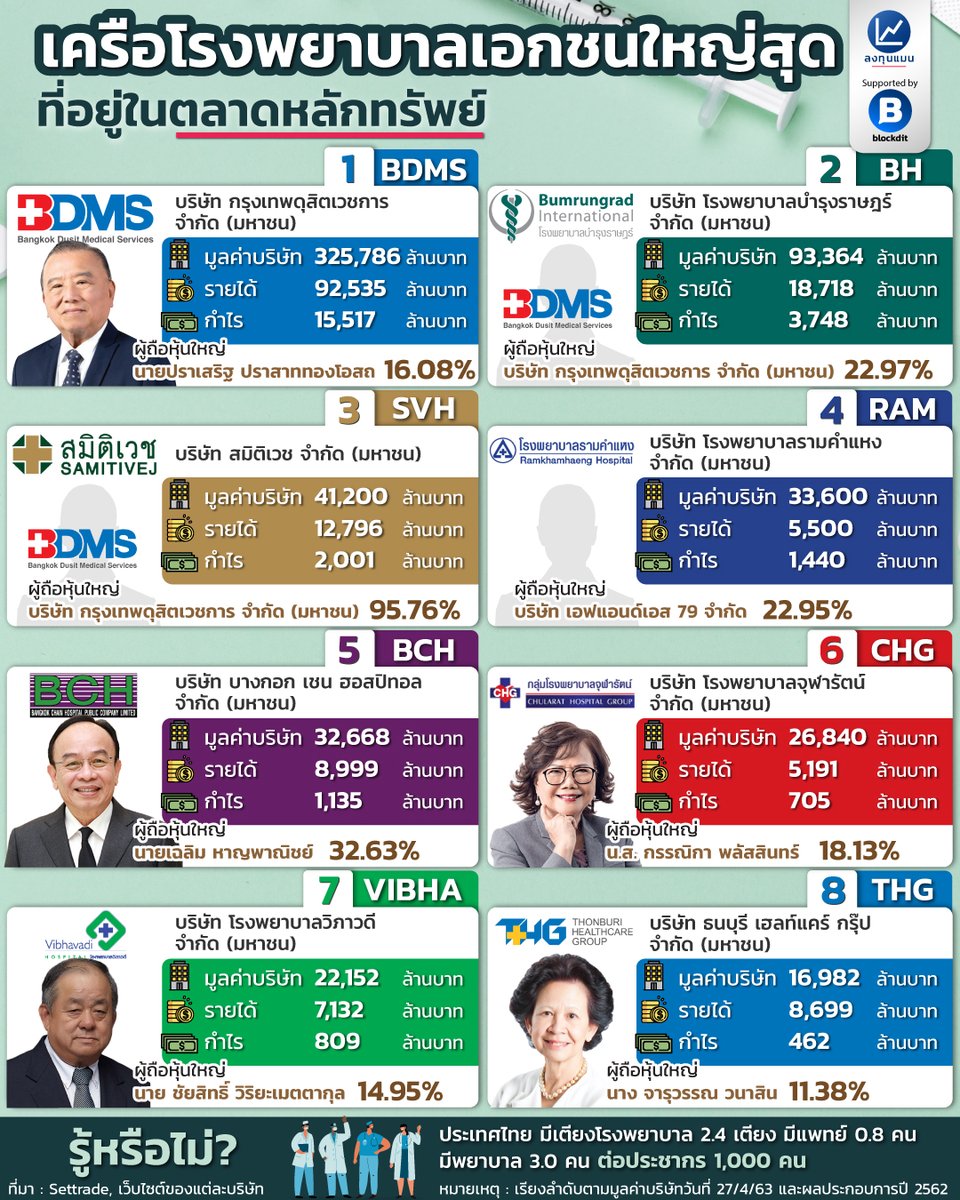 เครือโรงพยาบาลเอกชนใหญ่สุด
ที่อยู่ในตลาดหลักทรัพย์
ลงทุนแมน
Supported by
B
blockdit
1 BDMS
BDMS
Bangkok Dusit Medical Services
บริษัท กรุงเทพดุสิตเวชการ
จำกัด (มหาชน)
มูลค่าบริษัท 325,786 ล้านบาท
รายได้ 92,535 ล้านบาท
กำไร 15,517 ล้านบาท
ผู้ถือหุ้นใหญ่
นายปราเสริฐ ปราสาททองโอสถ 16.08%
2 BH
Bumrungrad
International
โรงพยาบาลบำรุงราษฎร์
บริษัท โรงพยาบาลบำรุงราษฎร์
จำกัด (มหาชน)
มูลค่าบริษัท 93,364 ล้านบาท
รายได้ 18,718 ล้านบาท
กำไร 3,748 ล้านบาท
BDMS
Bangkok Dusit Medical Services
ผู้ถือหุ้นใหญ่
บริษัท กรุงเทพดุสิตเวชการ จำกัด (มหาชน) 22.97%
3 SVH
สมิติเวช
SAMITIVEJ
บริษัท สมิติเวช จำกัด (มหาชน)
มูลค่าบริษัท 41,200 ล้านบาท
รายได้ 12,796 ล้านบาท
กำไร 2,001 ล้านบาท
BDMS
Bangkok Dusit Medical Services
ผู้ถือหุ้นใหญ่
บริษัท กรุงเทพดุสิตเวชการ จำกัด (มหาชน) 95.76%
4 RAM
โรงพยาบาลรามคำแหง
Ramkhamhaeng Hospital
บริษัท โรงพยาบาลรามคำแหง
จำกัด (มหาชน)
มูลค่าบริษัท 33,600 ล้านบาท
รายได้ 5,500 ล้านบาท
กำไร 1,440 ล้านบาท
ผู้ถือหุ้นใหญ่
บริษัท เอฟแอนด์เอส 79 จำกัด 22.95%
5 BCH
BCH
BANGKOK CHAIN HOSPITAL PUBLIC COMPANY LIMITED
บริษัท บางกอก เชน ฮอสปิทอล
จำกัด (มหาชน)
มูลค่าบริษัท 32,668 ล้านบาท
รายได้ 8,999 ล้านบาท
กำไร 1,135 ล้านบาท
ผู้ถือหุ้นใหญ่
นายเฉลิม หาญพาณิชย์ 32.63%
6 CHG
CHG
กลุ่มโรงพยาบาลจุฬารัตน์
CHULARAT HOSPITAL GROUP
บริษัท โรงพยาบาลจุฬารัตน์
จำกัด (มหาชน)
มูลค่าบริษัท 26,840 ล้านบาท
รายได้ 5,191 ล้านบาท
กำไร 705 ล้านบาท
ผู้ถือหุ้นใหญ่
น.ส. กรรณิกา พลัสสินทร์ 18.13%
7 VIBHA
Vibhavadi
HOSPITAL โรงพยาบาลวิภาวดี
บริษัท โรงพยาบาลวิภาวดี
จำกัด (มหาชน)
มูลค่าบริษัท 22,152 ล้านบาท
รายได้ 7,132 ล้านบาท
กำไร 809 ล้านบาท
ผู้ถือหุ้นใหญ่
นาย ชัยสิทธิ์ วิริยะเมตตากุล 14.95%
8 THG
THG
THONBURI
HEALTHCARE
GROUP
บริษัท ธนบุรี เฮลท์แคร์ กรุ๊ป
จำกัด (มหาชน)
มูลค่าบริษัท 16,982 ล้านบาท
รายได้ 8,699 ล้านบาท
กำไร 462 ล้านบาท
ผู้ถือหุ้นใหญ่
นาง จารุวรรณ วนาสิน 11.38%
รู้หรือไม่?
ประเทศไทย มีเตียงโรงพยาบาล 2.4 เตียง มีแพทย์ 0.8 คน
มีพยาบาล 3.0 คน ต่อประชากร 1,000 คน
ที่มา : Settrade, เว็บไซต์ของแต่ละบริษัท
หมายเหตุ : เรียงลำดับตามมูลค่าบริษัทวันที่ 27/4/63 และผลประกอบการปี 2562